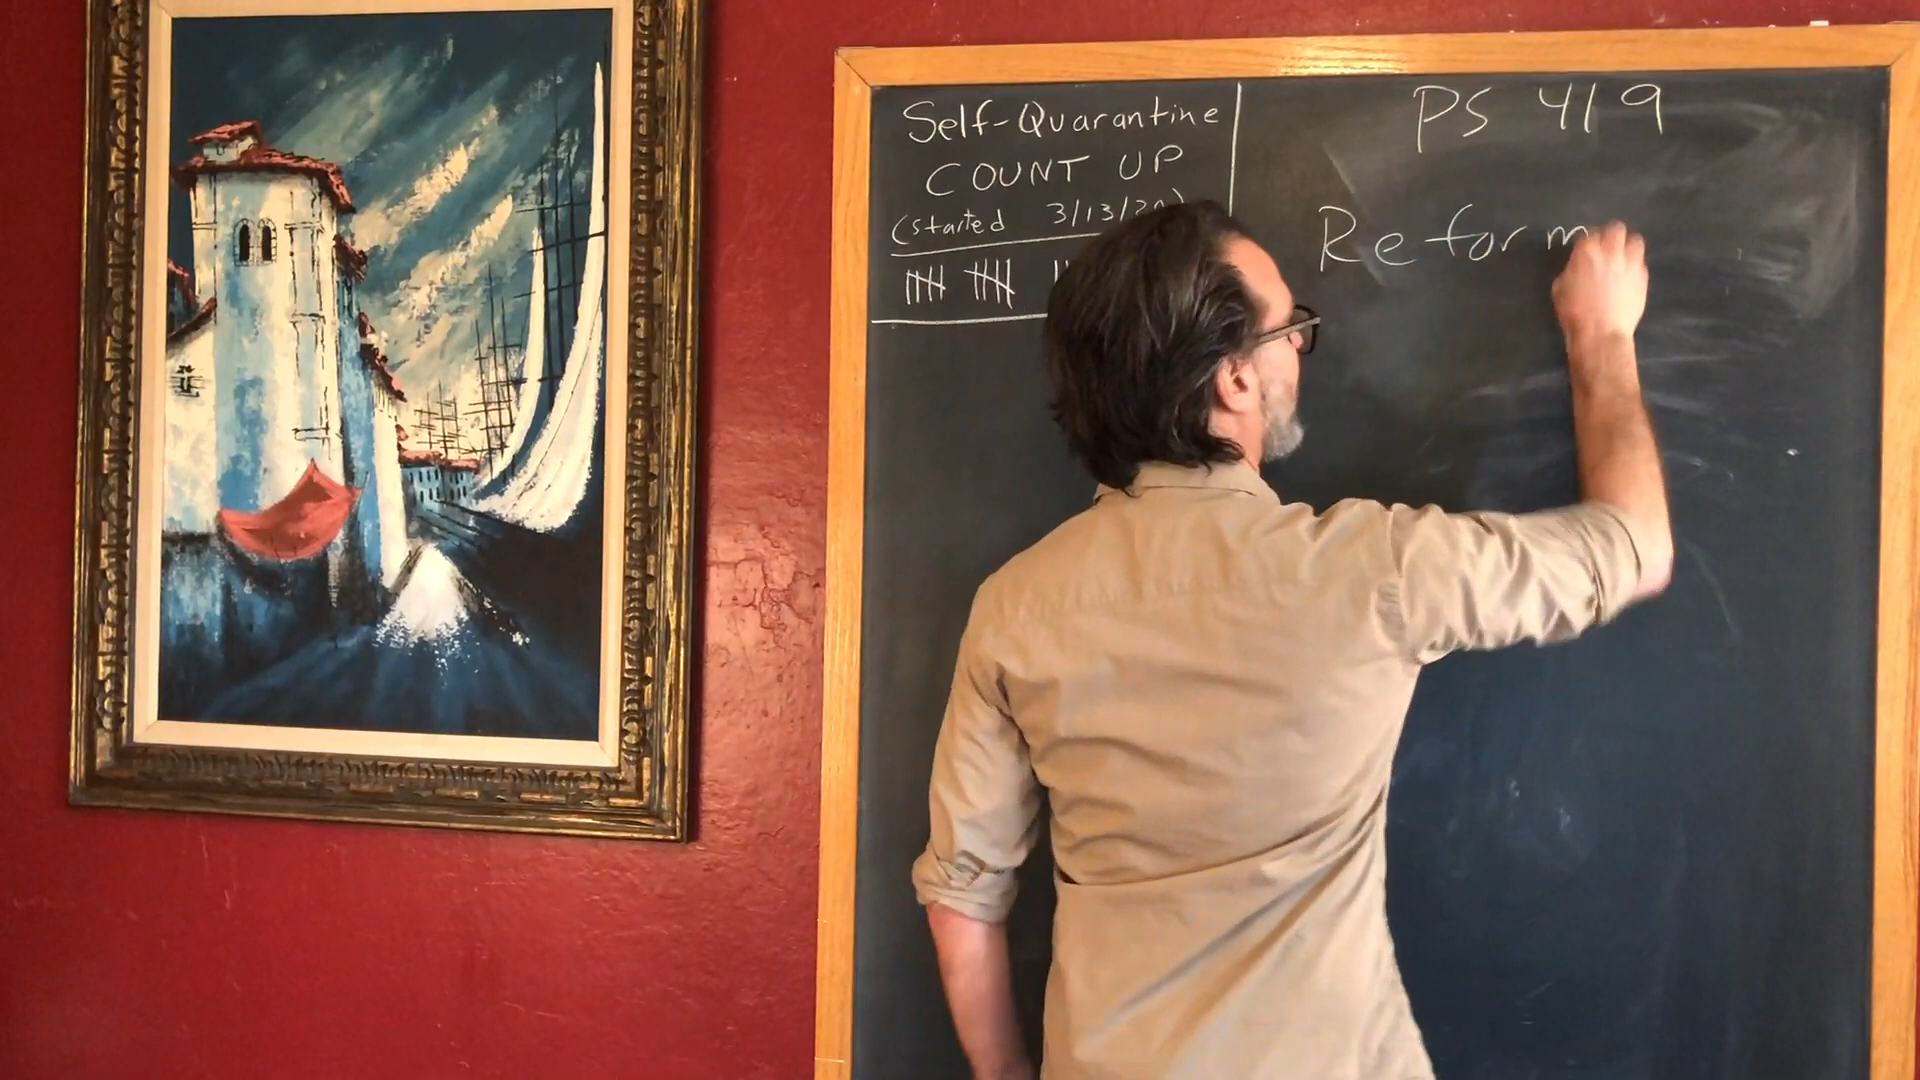 Self-Quarantine
COUNT UP
(started 3/13/20)
PS 419
Reform